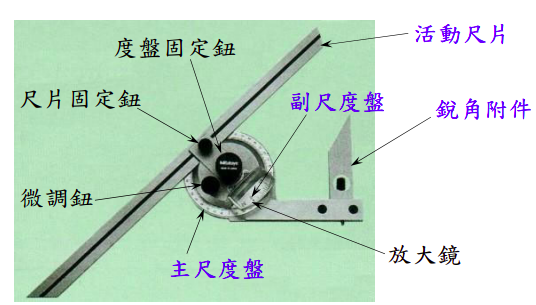 活動尺片
度盤固定鈕
尺片固定鈕
副尺度盤
銳角附件
微調鈕
放大鏡
主尺度盤